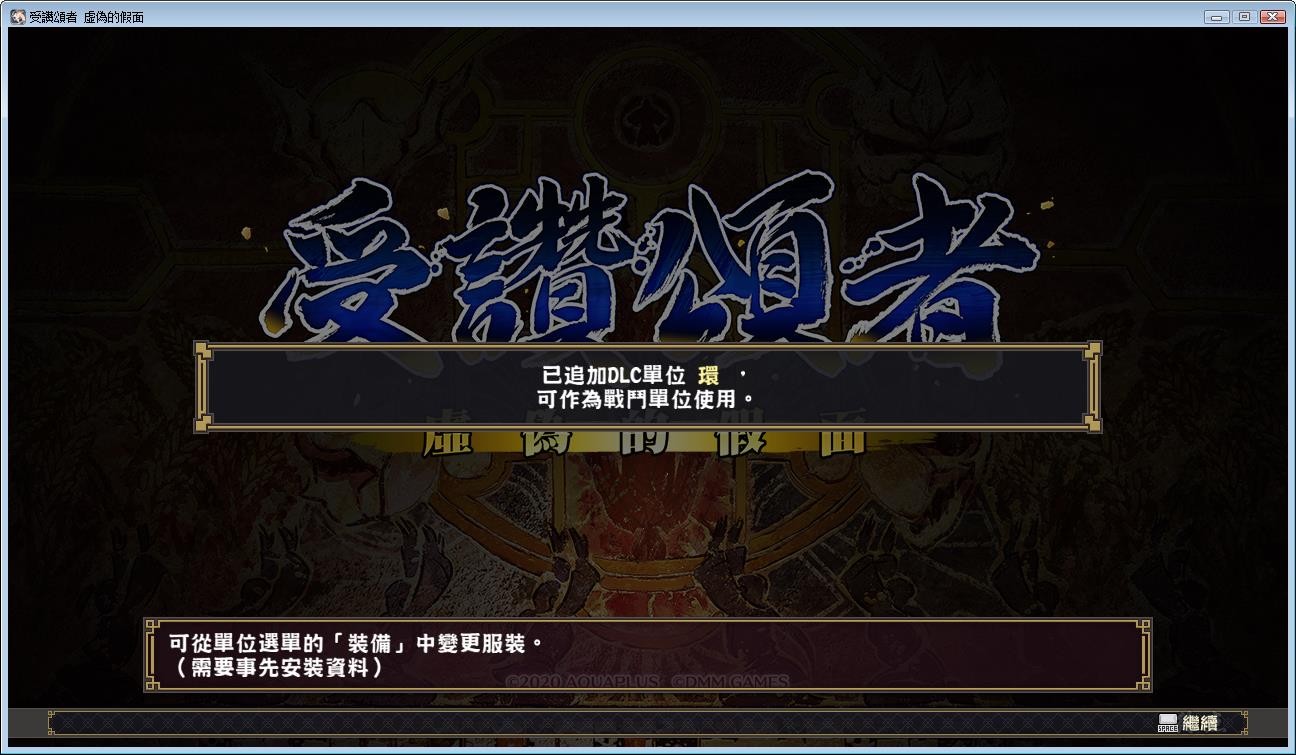 受讚頌者 虛偽的假面
受讚頌者
已追加DLC單位 環 ，
可作為戰鬥單位使用。
虛偽的假面
可從單位選單的「裝備」中變更服裝。
（需要事先安裝資料）
©2020 AQUAPLUS ©DMM GAMES
SPACE 繼續